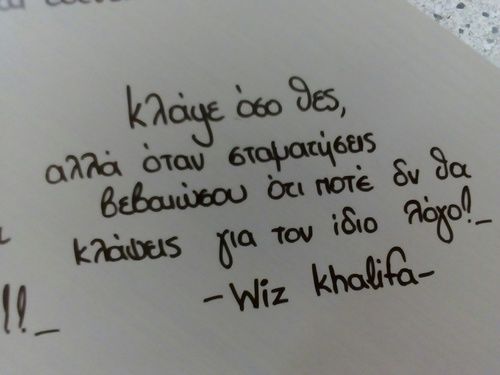 κλάψε όσο θες,
αλλά όταν σταματήσεις
βεβαιώσου ότι ποτέ δν θα
κλάψεις για τον ίδιο λόγο!_
-Wiz khalifa-
!!_